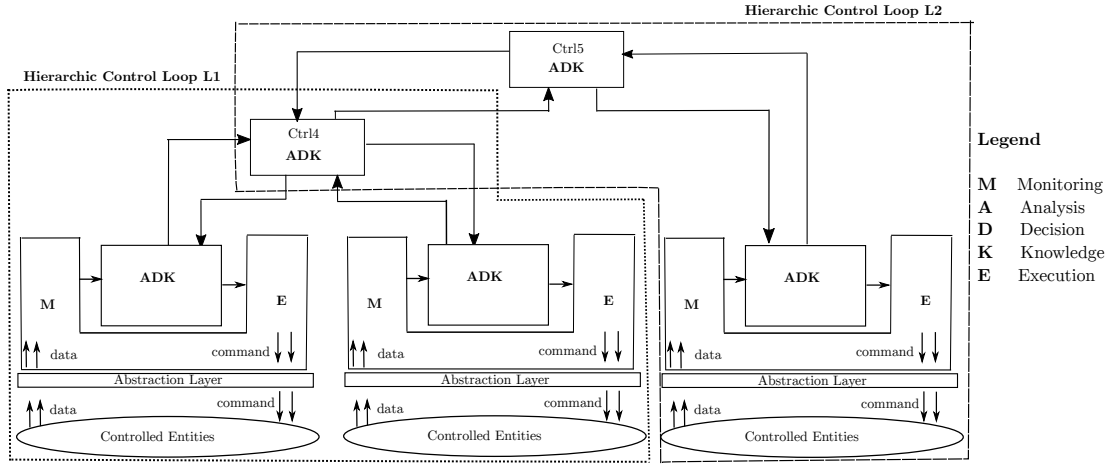 Hierarchic Control Loop L2
Ctrl5
ADK
Hierarchic Control Loop L1
Ctrl4
ADK
Legend
M Monitoring
A Analysis
D Decision
K Knowledge
E Execution
M
ADK
E
data
command
Abstraction Layer
data
command
Controlled Entities
M
ADK
E
data
command
Abstraction Layer
data
command
Controlled Entities
M
ADK
E
data
command
Abstraction Layer
data
command
Controlled Entities